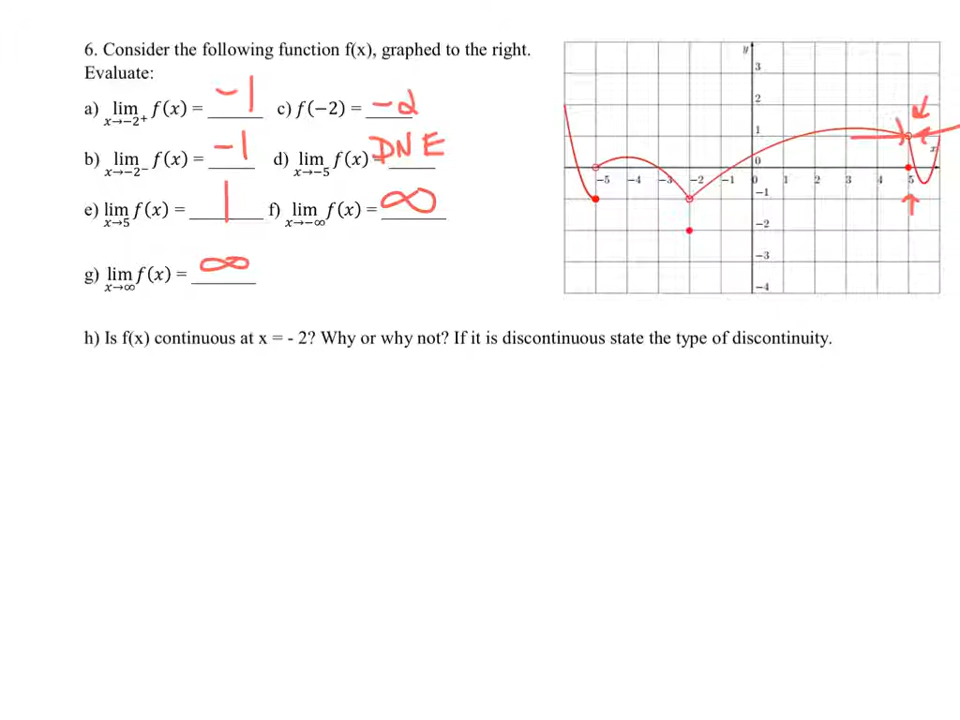 6. Consider the following function f(x), graphed to the right.
Evaluate:
a) lim x→−2+ f(x) = −1 c) f(−2) = −2
b) lim x→−2− f(x) = −1 d) lim x→−5 f(x) = DNE
e) lim x→5 f(x) = 1 f) lim x→−∞ f(x) = ∞
g) lim x→∞ f(x) = ∞
h) Is f(x) continuous at x = - 2? Why or why not? If it is discontinuous state the type of discontinuity.
y
3
2
1
0
−5 −4 −3 −2 −1 0 1 2 3 4 5 x
−1
−2
−3
−4